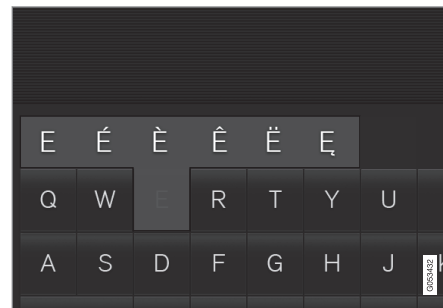 E É È Ê Ë Ę
Q W E R T Y U
A S D F G H J K
G053432